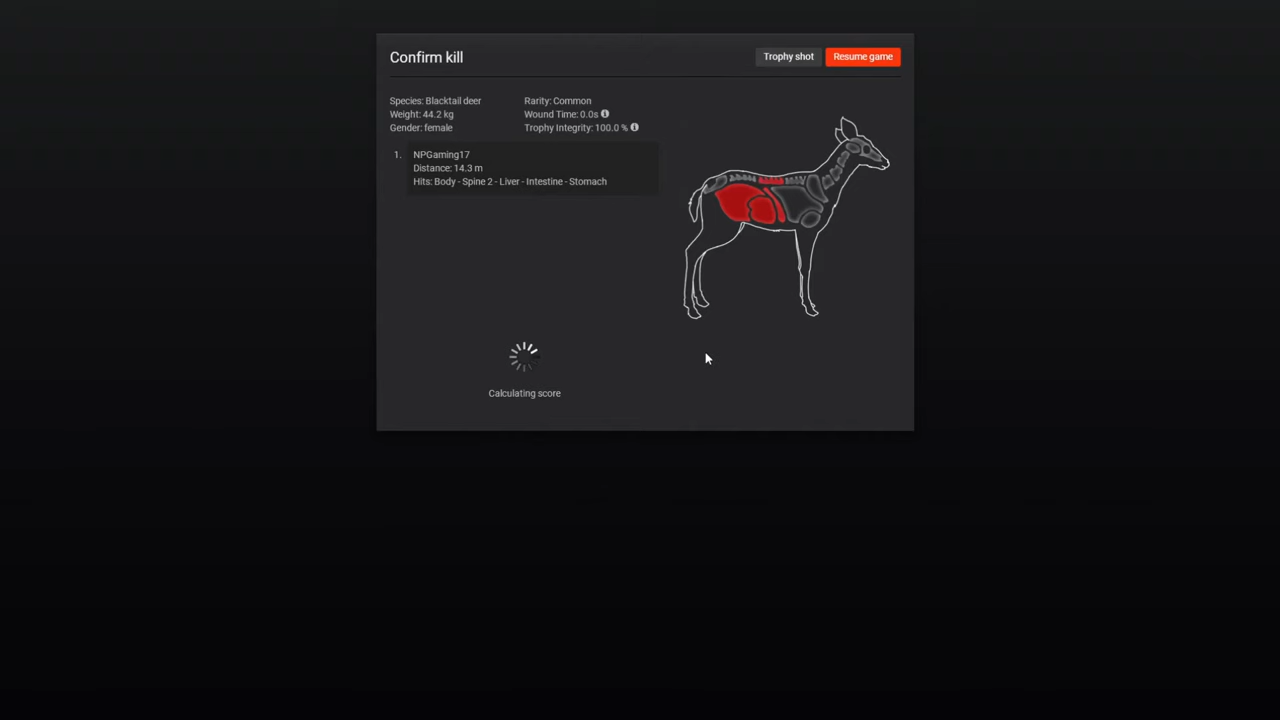 Confirm kill
Trophy shot
Resume game
Species: Blacktail deer
Rarity: Common
Weight: 44.2 kg
Wound Time: 0.0s
Gender: female
Trophy Integrity: 100.0 %
1. NPGaming17
Distance: 14.3 m
Hits: Body - Spine 2 - Liver - Intestine - Stomach
Calculating score